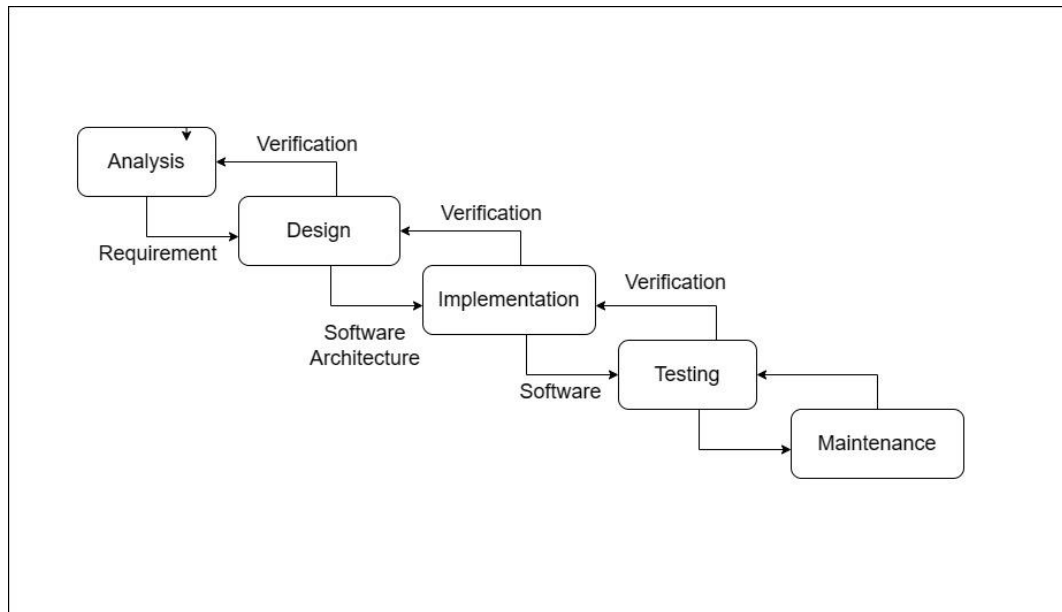 Verification
Analysis
Verification
Design
Requirement
Verification
Implementation
Software
Architecture
Testing
Software
Maintenance